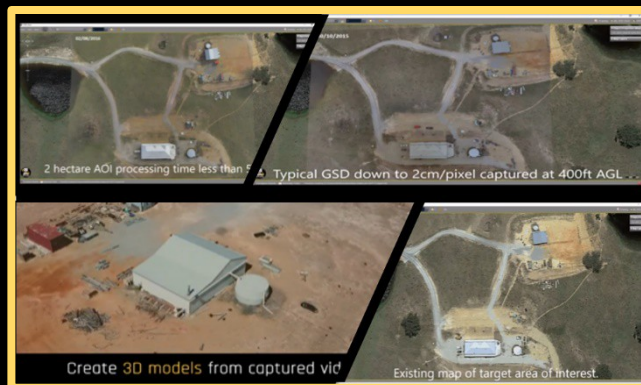 2 hectare AOI processing time less than 5
Typical GSD down to 2cm/pixel captured at 400ft AGL
Create 3D models from captured vid
Existing map of target area of interest.